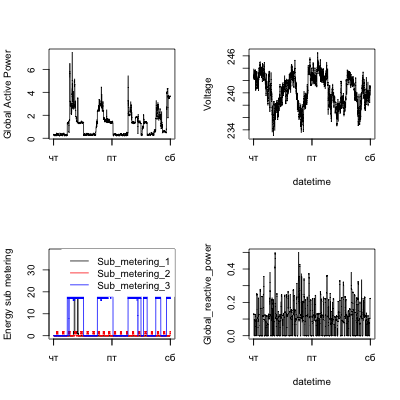 Global Active Power
0 2 4 6
чт пт сб
Voltage
234 240 246
чт пт сб
datetime
Energy sub metering
0 10 20 30
Sub_metering_1
Sub_metering_2
Sub_metering_3
чт пт сб
Global_reactive_power
0.0 0.2 0.4
чт пт сб
datetime